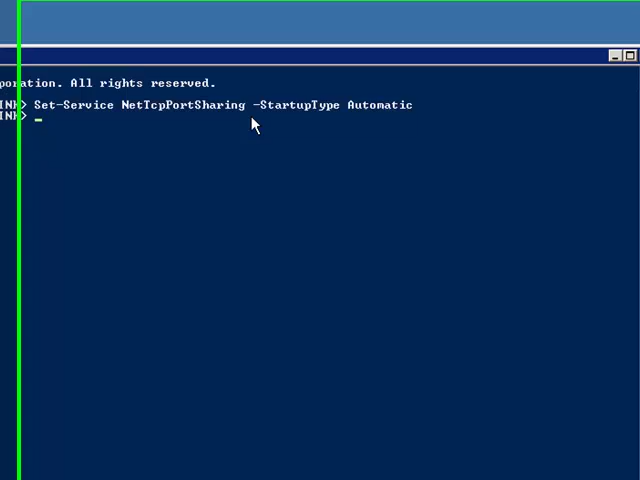 poration. All rights reserved.
INK> Set-Service NetTcpPortSharing -StartupType Automatic
INK>